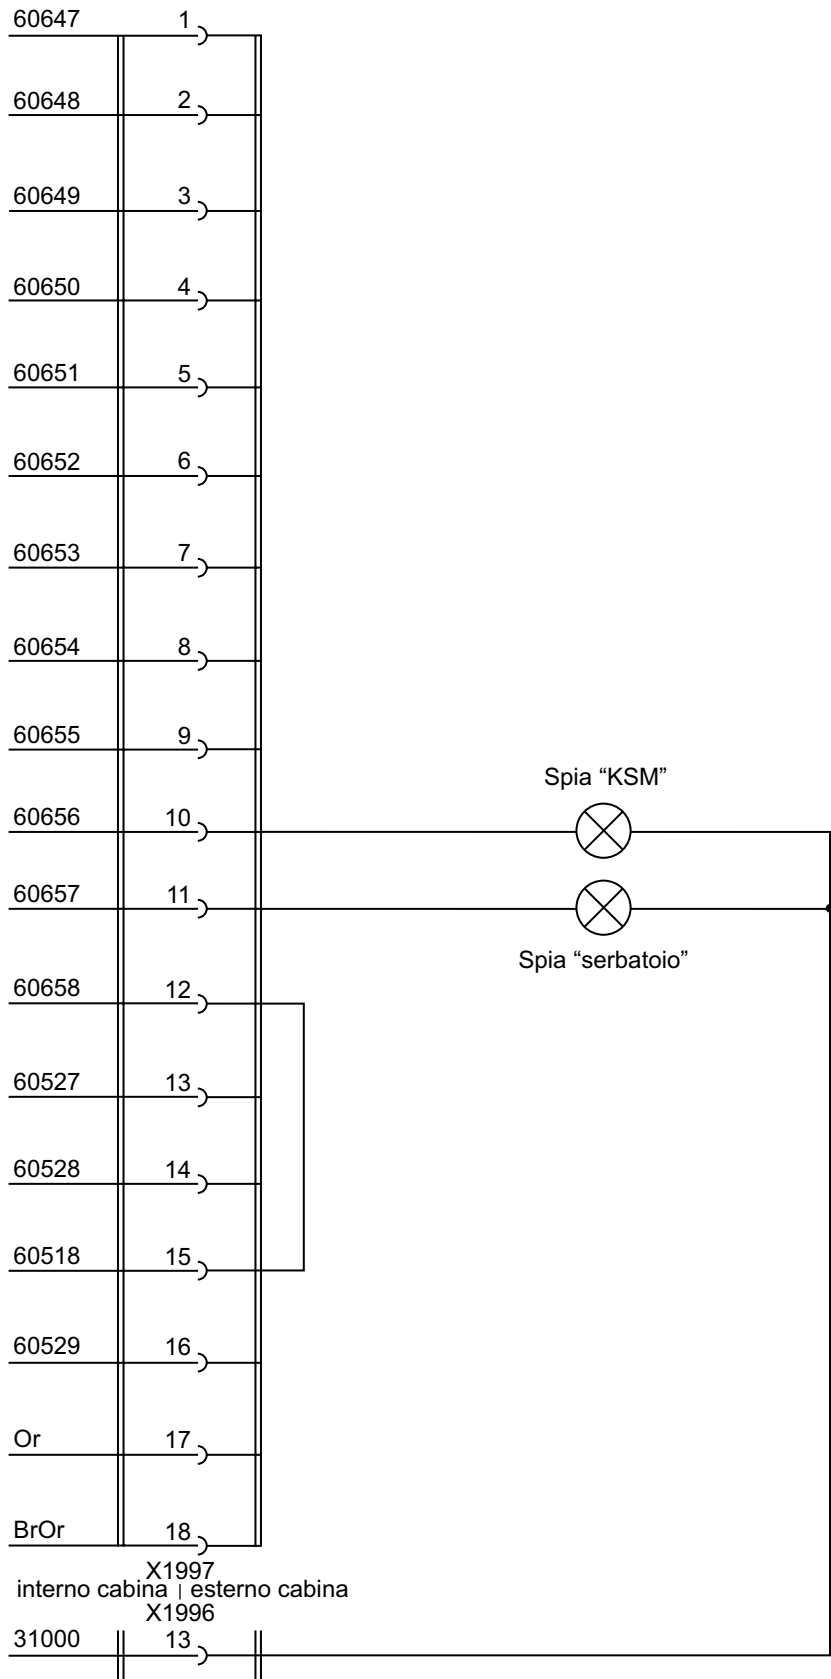 60647 1
60648 2
60649 3
60650 4
60651 5
60652 6
60653 7
60654 8
60655 9
Spia “KSM”
60656 10
60657 11
Spia “serbatoio”
60658 12
60527 13
60528 14
60518 15
60529 16
Or 17
BrOr 18
X1997
interno cabina | esterno cabina
X1996
31000 13